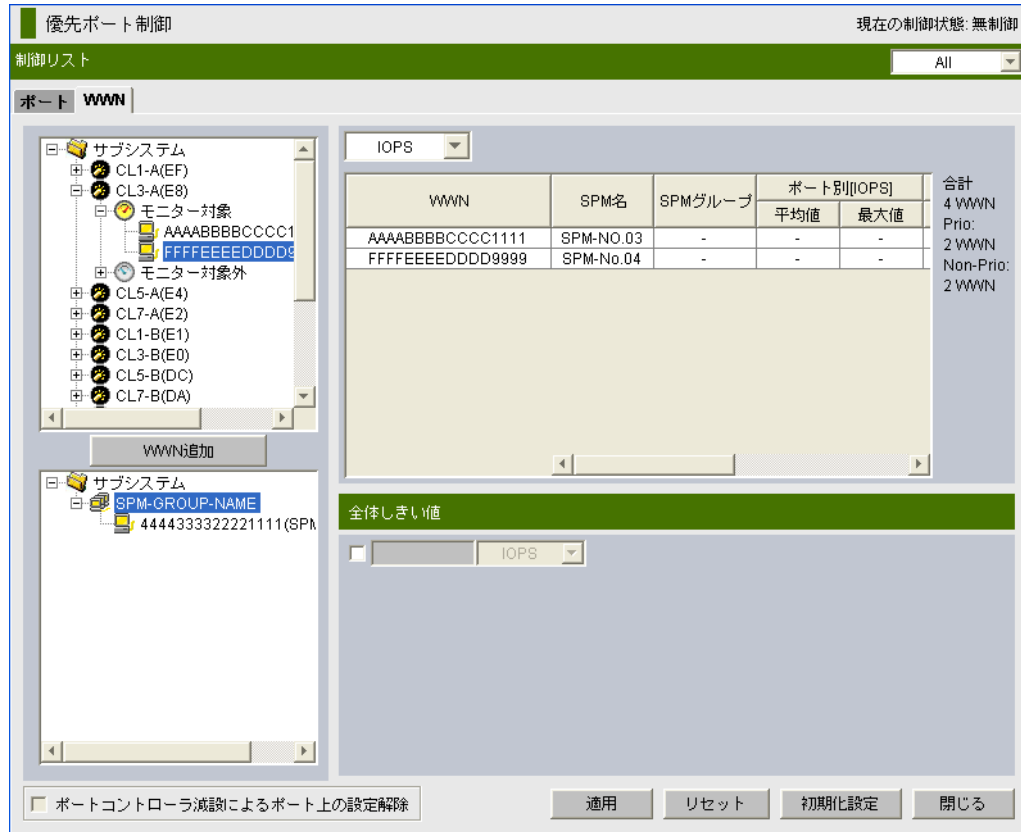 優先ポート制御
現在の制御状態: 無制御
制御リスト
All
ポート
WWN
サブシステム
CL1-A(EF)
CL3-A(E8)
モニター対象
AAAABBBBCCCC1
FFFFEEEEDDDD9
モニター対象外
CL5-A(E4)
CL7-A(E2)
CL1-B(E1)
CL3-B(E0)
CL5-B(DC)
CL7-B(DA)
WWN追加
サブシステム
SPM-GROUP-NAME
4444333322221111(SPM
IOPS
WWN SPM名 SPMグループ ポート別[IOPS]
平均値 最大値
AAAABBBBCCCC1111 SPM-NO.03 - - -
FFFFEEEEDDDD9999 SPM-No.04 - - -
合計
4 WWN
Prio:
2 WWN
Non-Prio:
2 WWN
全体しきい値
IOPS
ポートコントローラ減設によるポート上の設定解除
適用
リセット
初期化設定
閉じる